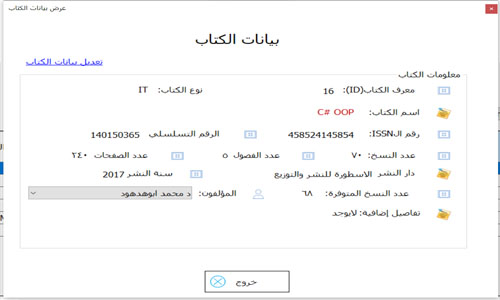 عرض بيانات الكتاب
بيانات الكتاب
تعديل بيانات الكتاب
معلومات الكتاب
معرف الكتاب(ID): 16 نوع الكتاب: IT
اسم الكتاب: C# OOP
رقم الISSN: 458524145854 الرقم التسلسلي 140150365
عدد النسخ: ٧٠ عدد الفصول ٥ عدد الصفحات ٢٤٠
دار النشر الاسطورة للنشر والتوزيع سنة النشر 2017
عدد النسخ المتوفرة: ٦٨ المؤلفون: د محمد ابوهدهود
تفاصيل إضافية: لايوجد
خروج